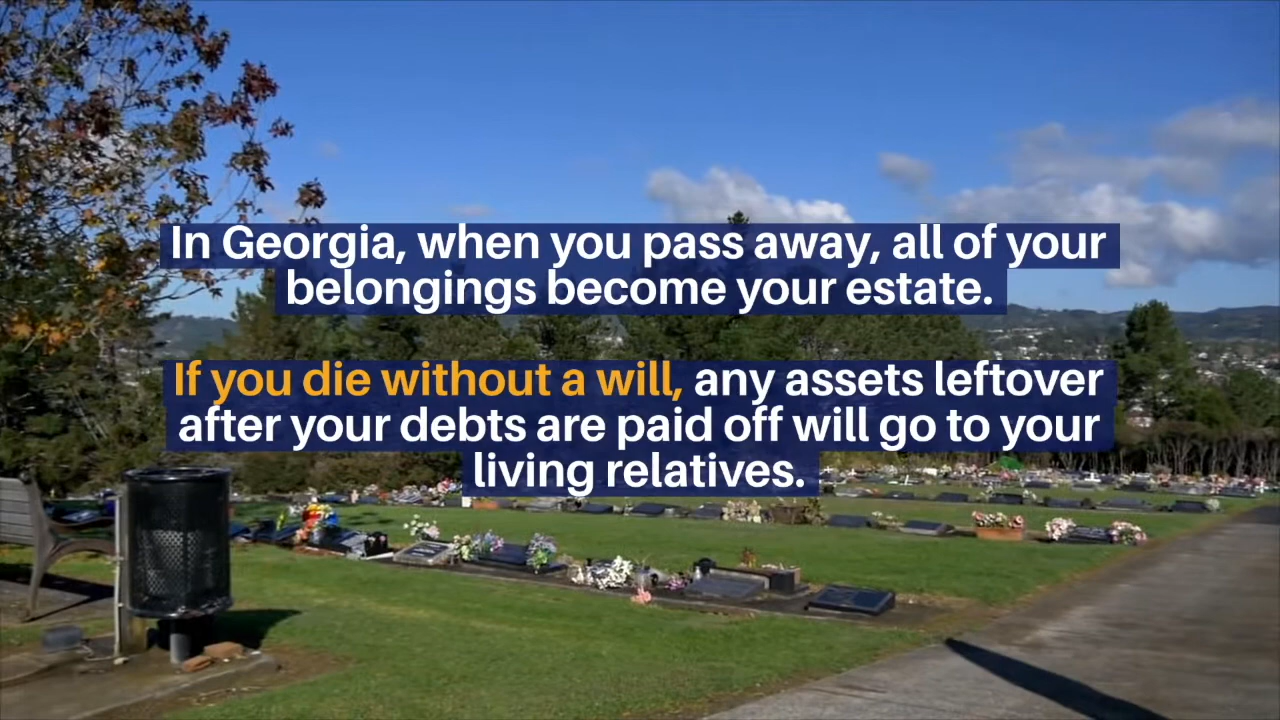 In Georgia, when you pass away, all of your
belongings become your estate.
If you die without a will, any assets leftover
after your debts are paid off will go to your
living relatives.